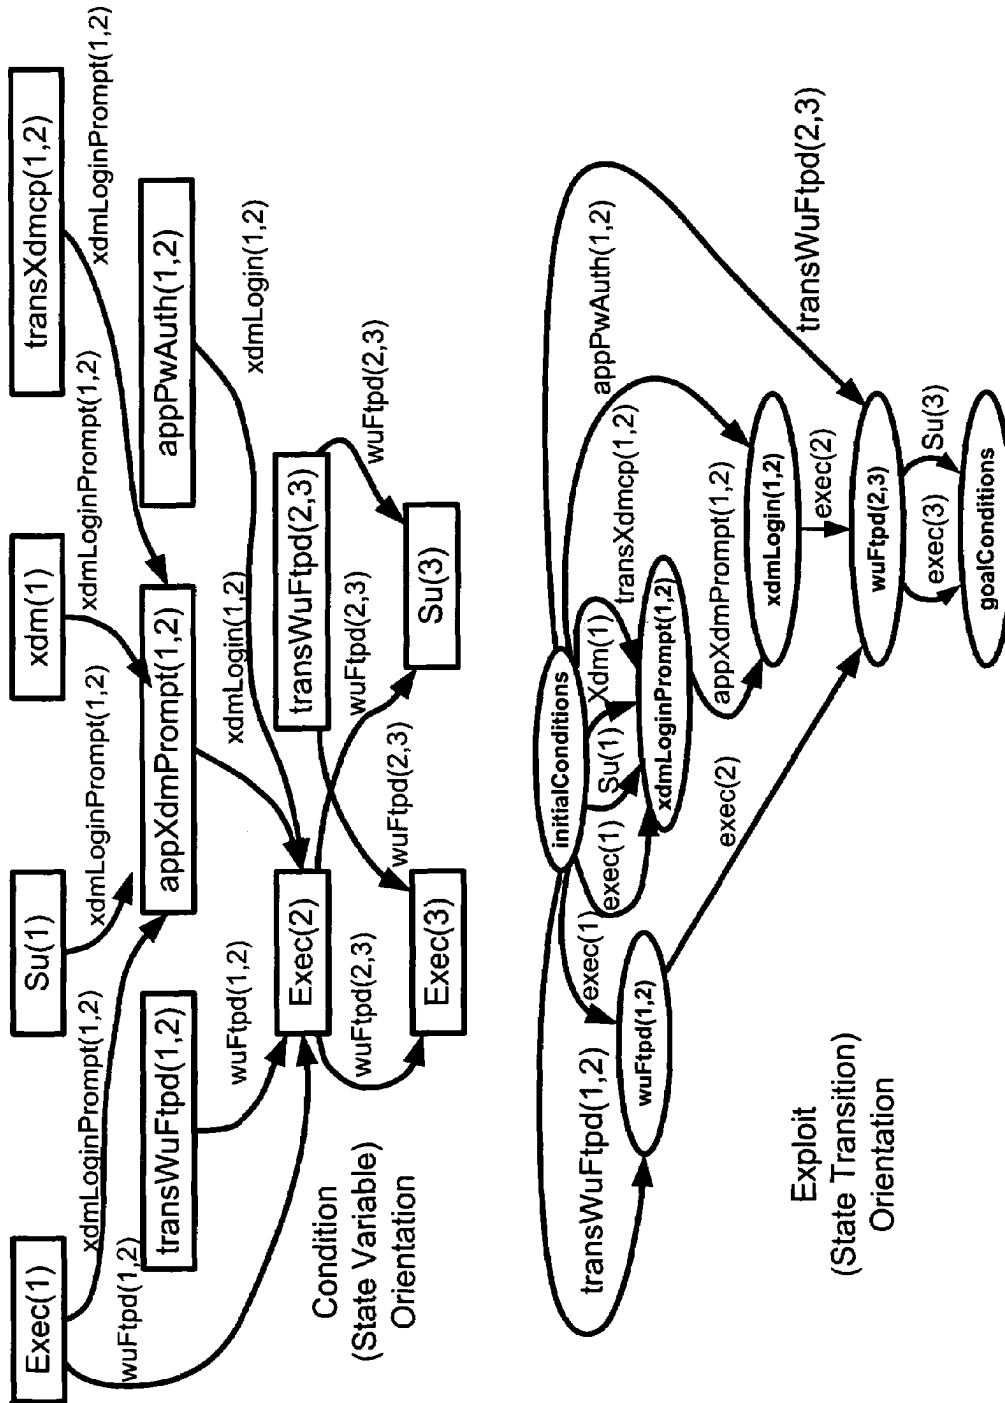 Exec(1)
Su(1)
xdm(1)
transXdmcp(1,2)
xdmLoginPrompt(1,2)
xdmLoginPrompt(1,2)
xdmLoginPrompt(1,2)
xdmLoginPrompt(1,2)
wuFtpd(1,2)
transWuFtpd(1,2)
appXdmPrompt(1,2)
appPwAuth(1,2)
wuFtpd(1,2)
xdmLogin(1,2)
xdmLogin(1,2)
Exec(2)
transWuFtpd(2,3)
wuFtpd(2,3)
wuFtpd(2,3)
wuFtpd(2,3)
wuFtpd(2,3)
Exec(3)
Su(3)
Condition
(State Variable)
Orientation
initialConditions
transWuFtpd(1,2)
exec(1)
exec(1)
Su(1)
Xdm(1)
transXdmcp(1,2)
appPwAuth(1,2)
wuFtpd(1,2)
xdmLoginPrompt(1,2)
appXdmPrompt(1,2)
xdmLogin(1,2)
exec(2)
exec(2)
transWuFtpd(2,3)
wuFtpd(2,3)
exec(3)
Su(3)
goalConditions
Exploit
(State Transition)
Orientation